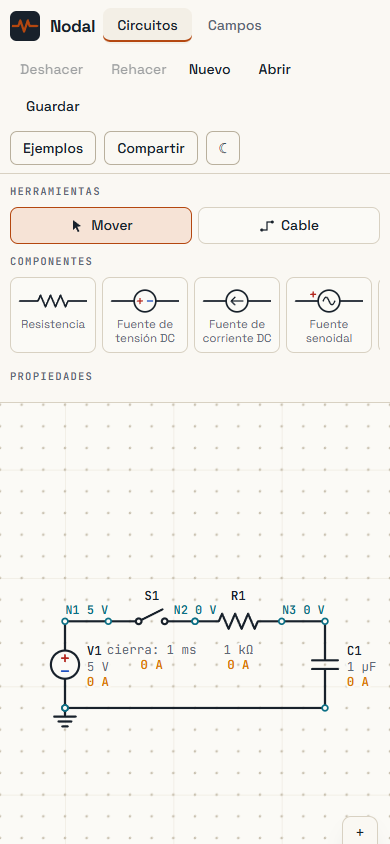 Nodal Circuitos Campos
Deshacer Rehacer Nuevo Abrir
Guardar
Ejemplos Compartir ☾
HERRAMIENTAS
Mover Cable
COMPONENTES
Resistencia
Fuente de
tensión DC
Fuente de
corriente DC
Fuente
senoidal
PROPIEDADES
S1 R1
N1 5 V N2 0 V N3 0 V
V1 cierra: 1 ms 1 kΩ C1
5 V 0 A 0 A 1 µF
0 A 0 A
+